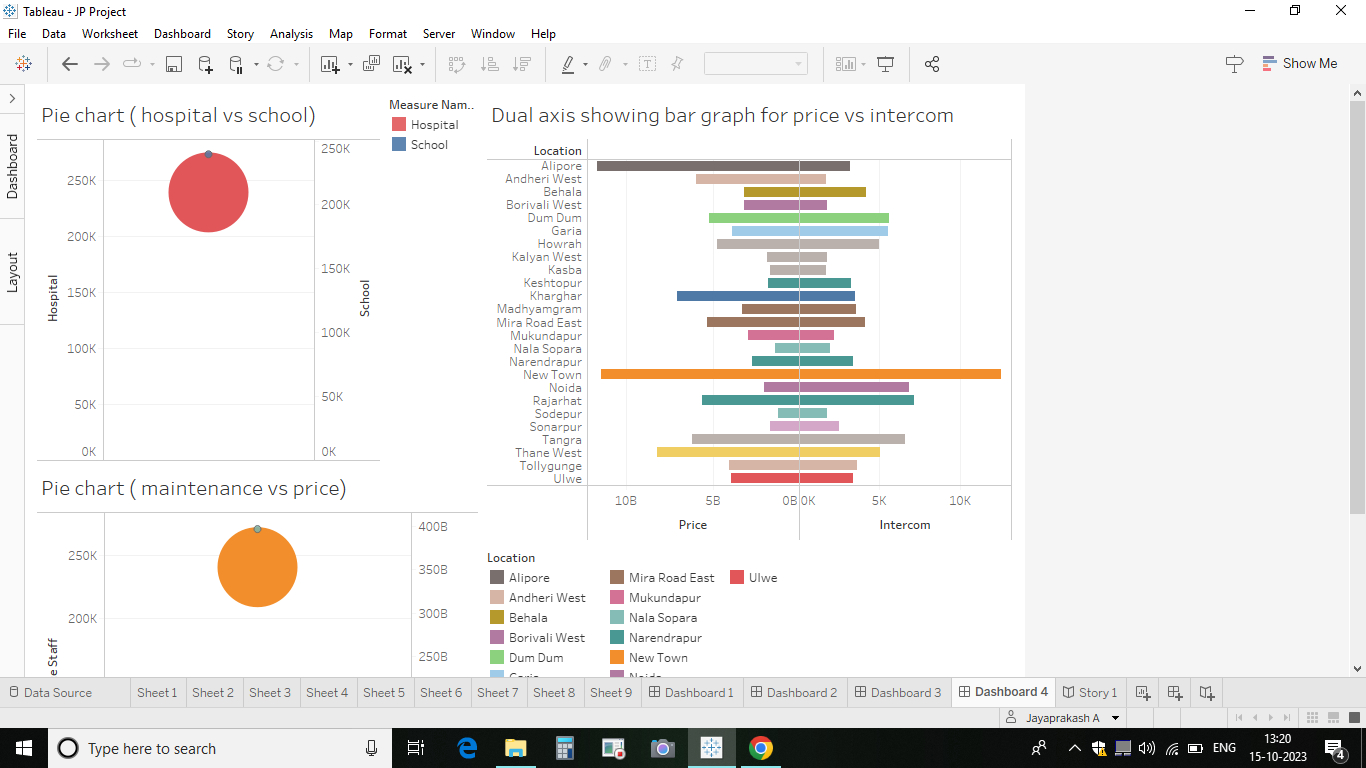 Tableau - JP Project
File Data Worksheet Dashboard Story Analysis Map Format Server Window Help
Show Me
Dashboard
Layout
Pie chart ( hospital vs school)
250K
200K
150K
100K
50K
0K
Hospital
250K
200K
150K
100K
50K
0K
School
Measure Nam..
Hospital
School
Pie chart ( maintenance vs price)
250K
200K
e Staff
400B
350B
300B
250B
Dual axis showing bar graph for price vs intercom
Location
Alipore
Andheri West
Behala
Borivali West
Dum Dum
Garia
Howrah
Kalyan West
Kasba
Keshtopur
Kharghar
Madhyamgram
Mira Road East
Mukundapur
Nala Sopara
Narendrapur
New Town
Noida
Rajarhat
Sodepur
Sonarpur
Tangra
Thane West
Tollygunge
Ulwe
10B 5B 0B 0K 5K 10K
Price Intercom
Location
Alipore Mira Road East Ulwe
Andheri West Mukundapur
Behala Nala Sopara
Borivali West Narendrapur
Dum Dum New Town
Garia Noida
Data Source Sheet 1 Sheet 2 Sheet 3 Sheet 4 Sheet 5 Sheet 6 Sheet 7 Sheet 8 Sheet 9 Dashboard 1 Dashboard 2 Dashboard 3 Dashboard 4 Story 1
Jayaprakash A
Type here to search
ENG
13:20
15-10-2023
4